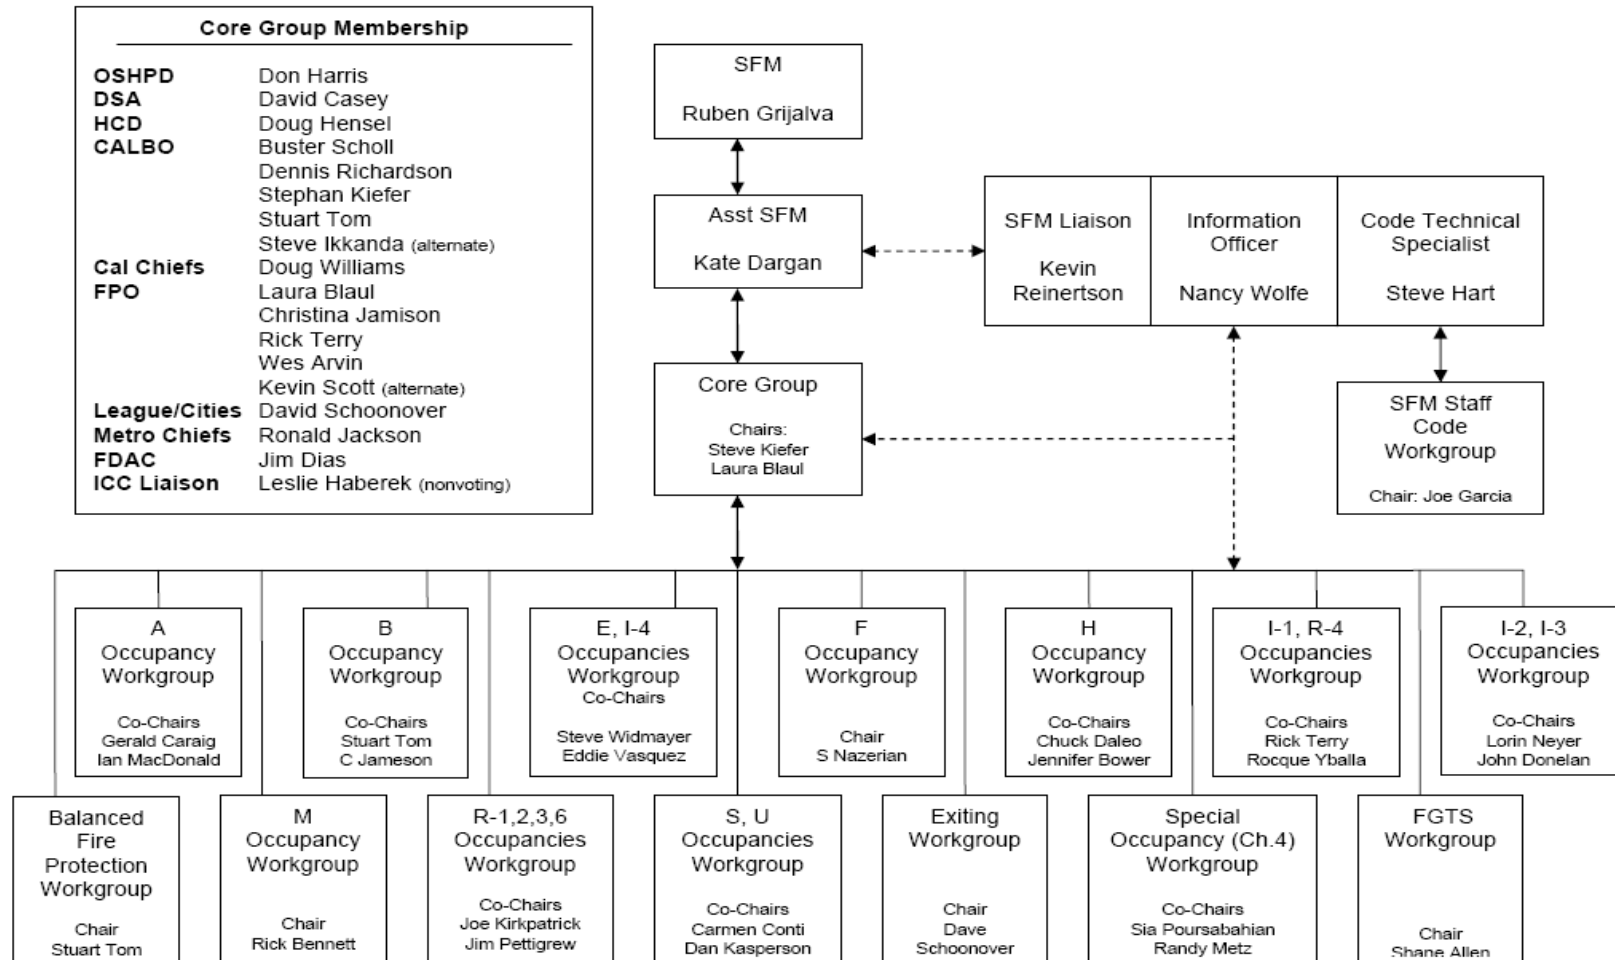 Core Group Membership
OSHPD Don Harris
DSA David Casey
HCD Doug Hensel
CALBO Buster Scholl
Dennis Richardson
Stephan Kiefer
Stuart Tom
Steve Ikkanda (alternate)
Cal Chiefs Doug Williams
FPO Laura Blaul
Christina Jamison
Rick Terry
Wes Arvin
Kevin Scott (alternate)
League/Cities David Schoonover
Metro Chiefs Ronald Jackson
FDAC Jim Dias
ICC Liaison Leslie Haberek (nonvoting)
SFM
Ruben Grijalva
Asst SFM
Kate Dargan
SFM Liaison
Kevin
Reinertson
Information
Officer
Nancy Wolfe
Code Technical
Specialist
Steve Hart
Core Group
Chairs:
Steve Kiefer
Laura Blaul
SFM Staff
Code
Workgroup
Chair: Joe Garcia
A
Occupancy
Workgroup
Co-Chairs
Gerald Caraig
Ian MacDonald
B
Occupancy
Workgroup
Co-Chairs
Stuart Tom
C Jameson
E, I-4
Occupancies
Workgroup
Co-Chairs
Steve Widmayer
Eddie Vasquez
F
Occupancy
Workgroup
Chair
S Nazerian
H
Occupancy
Workgroup
Co-Chairs
Chuck Daleo
Jennifer Bower
I-1, R-4
Occupancies
Workgroup
Co-Chairs
Rick Terry
Rocque Yballa
I-2, I-3
Occupancies
Workgroup
Co-Chairs
Lorin Neyer
John Donelan
Balanced
Fire
Protection
Workgroup
Chair
Stuart Tom
M
Occupancy
Workgroup
Chair
Rick Bennett
R-1,2,3,6
Occupancies
Workgroup
Co-Chairs
Joe Kirkpatrick
Jim Pettigrew
S, U
Occupancies
Workgroup
Co-Chairs
Carmen Conti
Dan Kasperson
Exiting
Workgroup
Chair
Dave
Schoonover
Special
Occupancy (Ch.4)
Workgroup
Co-Chairs
Sia Poursabahian
Randy Metz
FGTS
Workgroup
Chair
Shane Allen